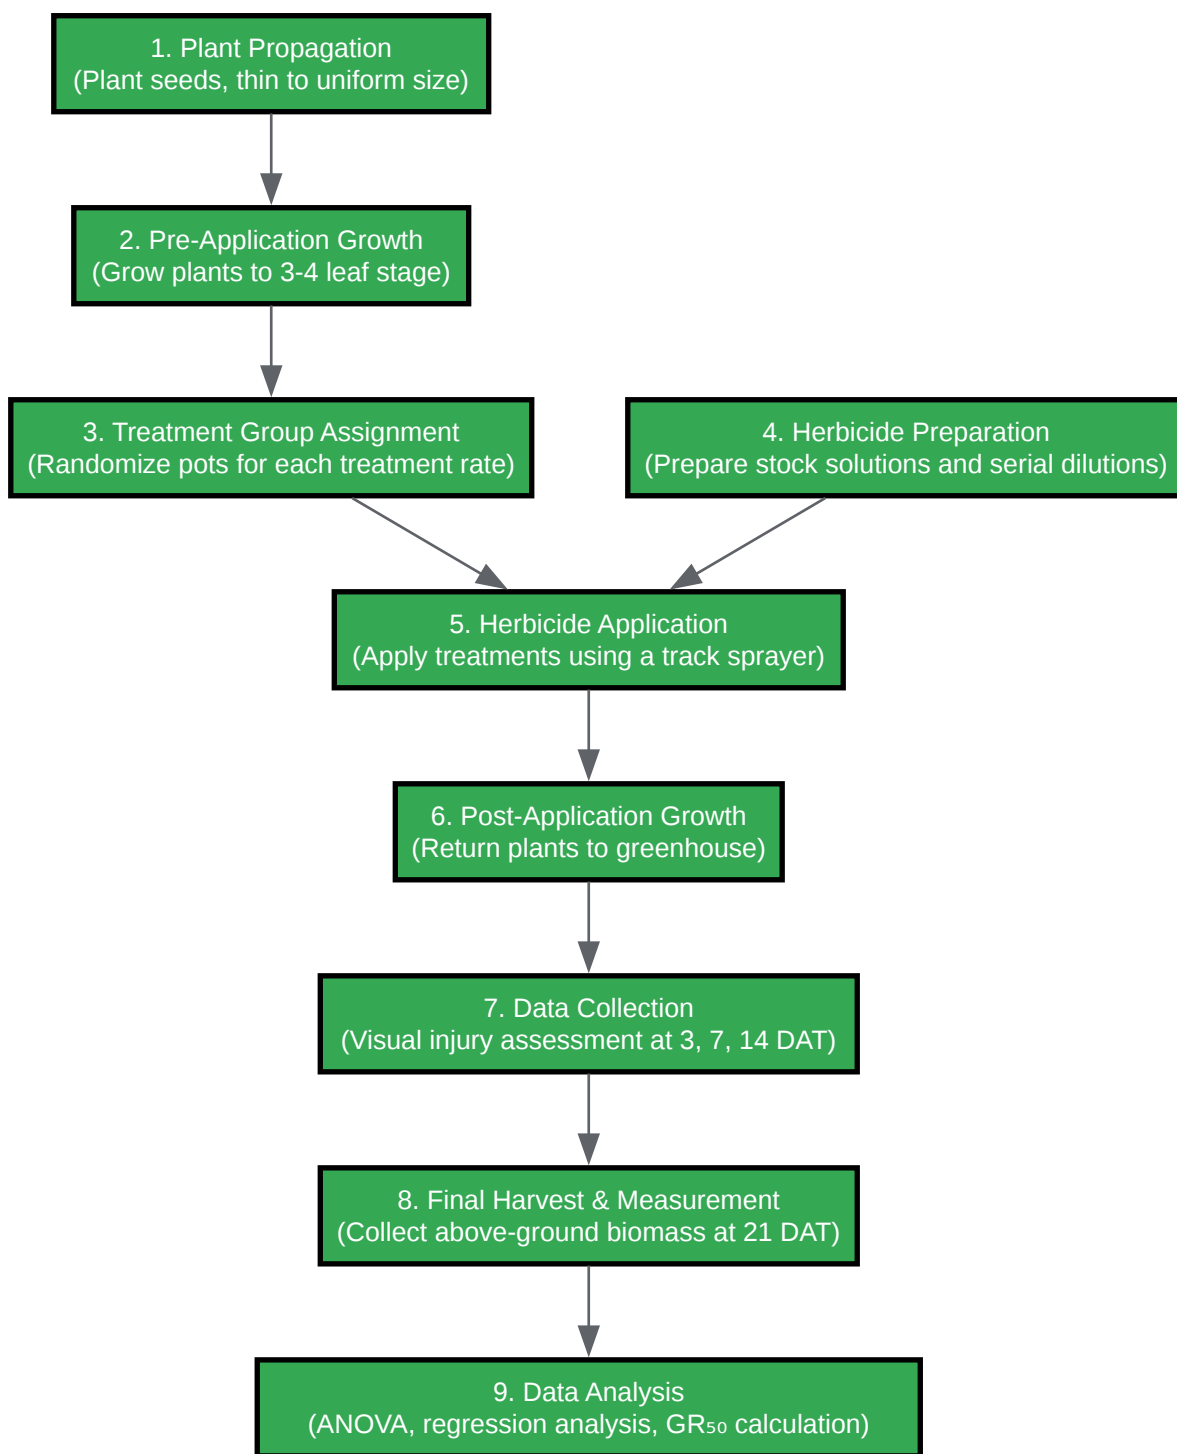 1. Plant Propagation
(Plant seeds, thin to uniform size)
2. Pre-Application Growth
(Grow plants to 3-4 leaf stage)
3. Treatment Group Assignment
(Randomize pots for each treatment rate)
4. Herbicide Preparation
(Prepare stock solutions and serial dilutions)
5. Herbicide Application
(Apply treatments using a track sprayer)
6. Post-Application Growth
(Return plants to greenhouse)
7. Data Collection
(Visual injury assessment at 3, 7, 14 DAT)
8. Final Harvest & Measurement
(Collect above-ground biomass at 21 DAT)
9. Data Analysis
(ANOVA, regression analysis, GR₅₀ calculation)